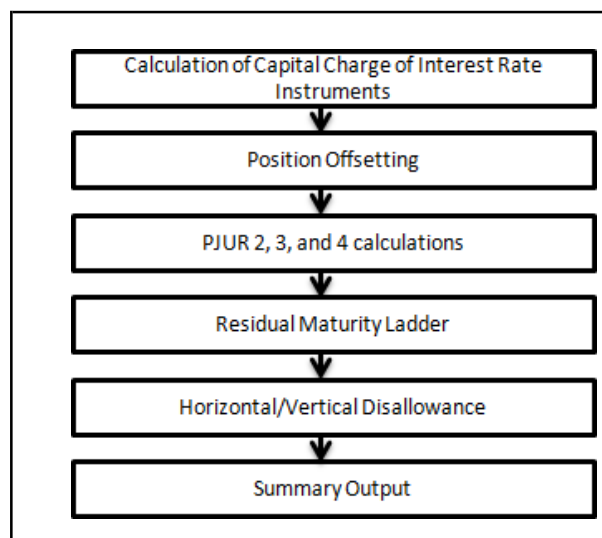 Calculation of Capital Charge of Interest Rate
Instruments
Position Offsetting
PJUR 2, 3, and 4 calculations
Residual Maturity Ladder
Horizontal/Vertical Disallowance
Summary Output